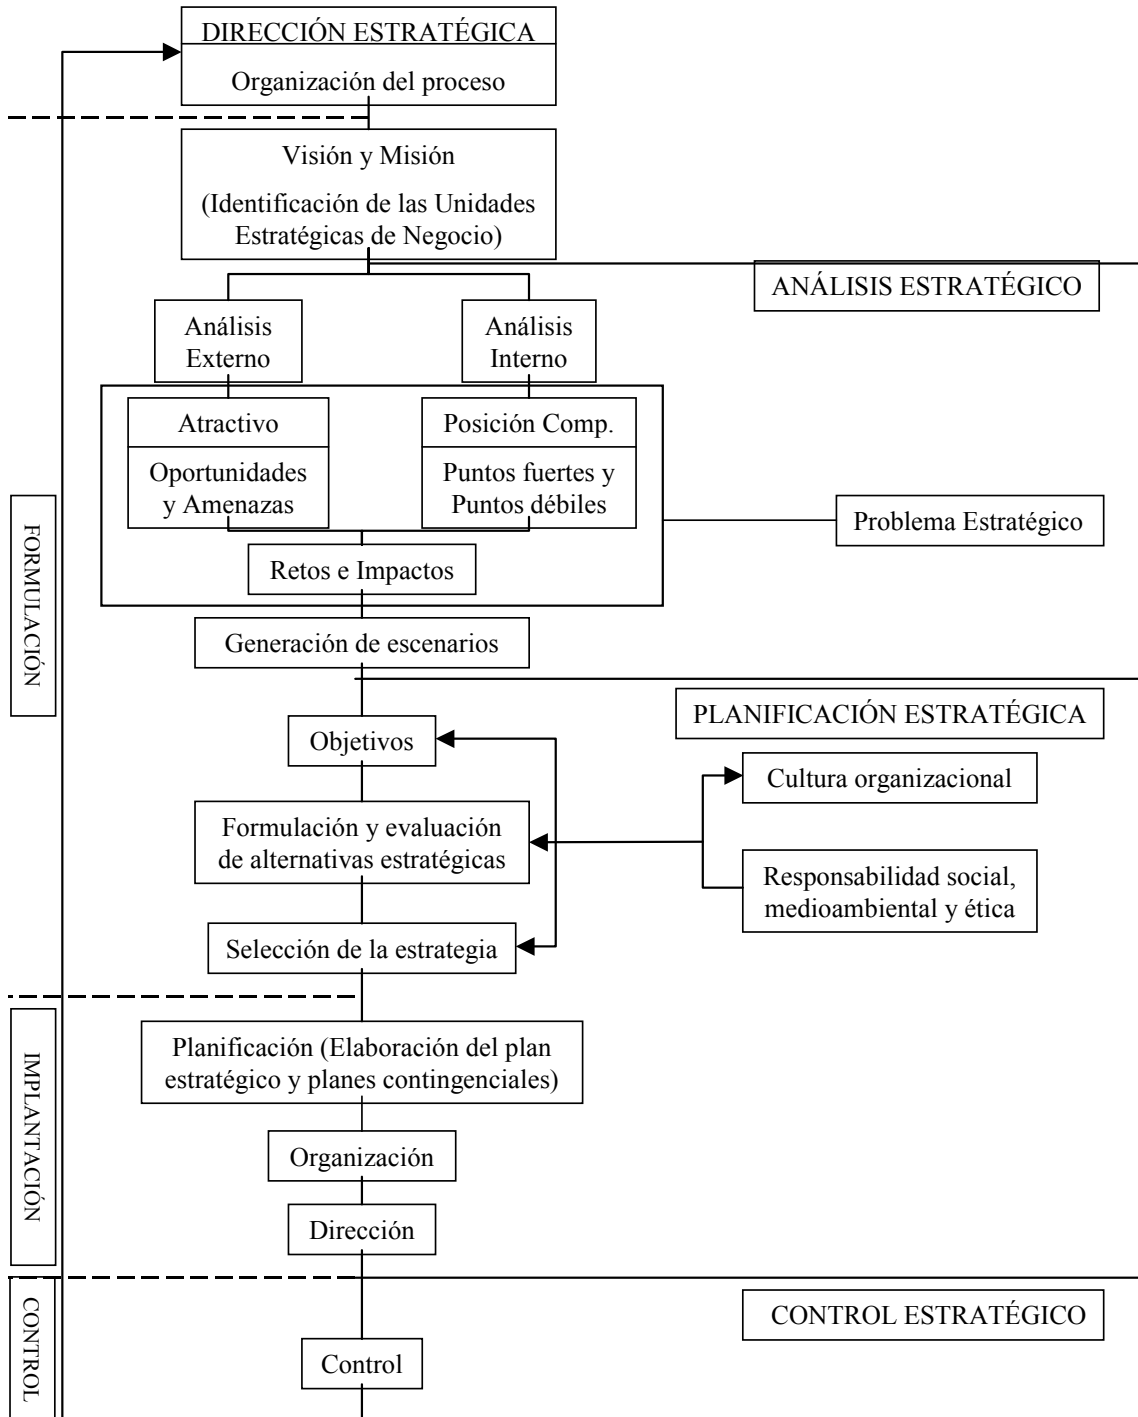 DIRECCIÓN ESTRATÉGICA
Organización del proceso
Visión y Misión
(Identificación de las Unidades
Estratégicas de Negocio)
ANÁLISIS ESTRATÉGICO
Análisis
Externo
Análisis
Interno
Atractivo
Oportunidades
y Amenazas
Posición Comp.
Puntos fuertes y
Puntos débiles
Problema Estratégico
Retos e Impactos
FORMULACIÓN
Generación de escenarios
PLANIFICACIÓN ESTRATÉGICA
Objetivos
Cultura organizacional
Formulación y evaluación
de alternativas estratégicas
Responsabilidad social,
medioambiental y ética
Selección de la estrategia
IMPLANTACIÓN
Planificación (Elaboración del plan
estratégico y planes contingenciales)
Organización
Dirección
CONTROL
CONTROL ESTRATÉGICO
Control